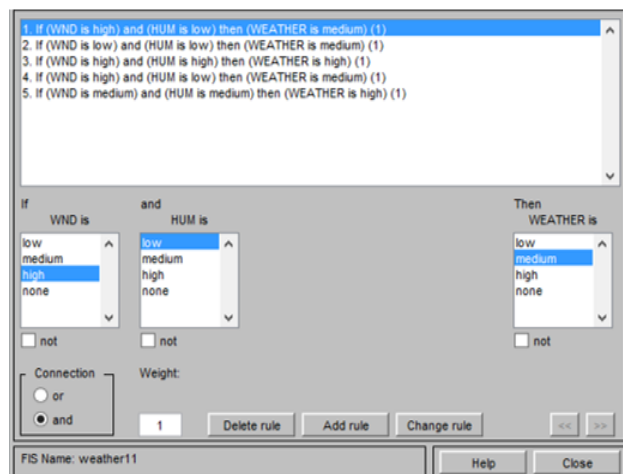 1. If (WND is high) and (HUM is low) then (WEATHER is medium) (1)
2. If (WND is low) and (HUM is low) then (WEATHER is medium) (1)
3. If (WND is high) and (HUM is high) then (WEATHER is high) (1)
4. If (WND is high) and (HUM is low) then (WEATHER is medium) (1)
5. If (WND is medium) and (HUM is medium) then (WEATHER is high) (1)
If and Then
WND is HUM is WEATHER is
low low low
medium medium medium
high high high
none none none
not not not
Connection Weight:
or
and 1 Delete rule Add rule Change rule << >>
FIS Name: weather11 Help Close